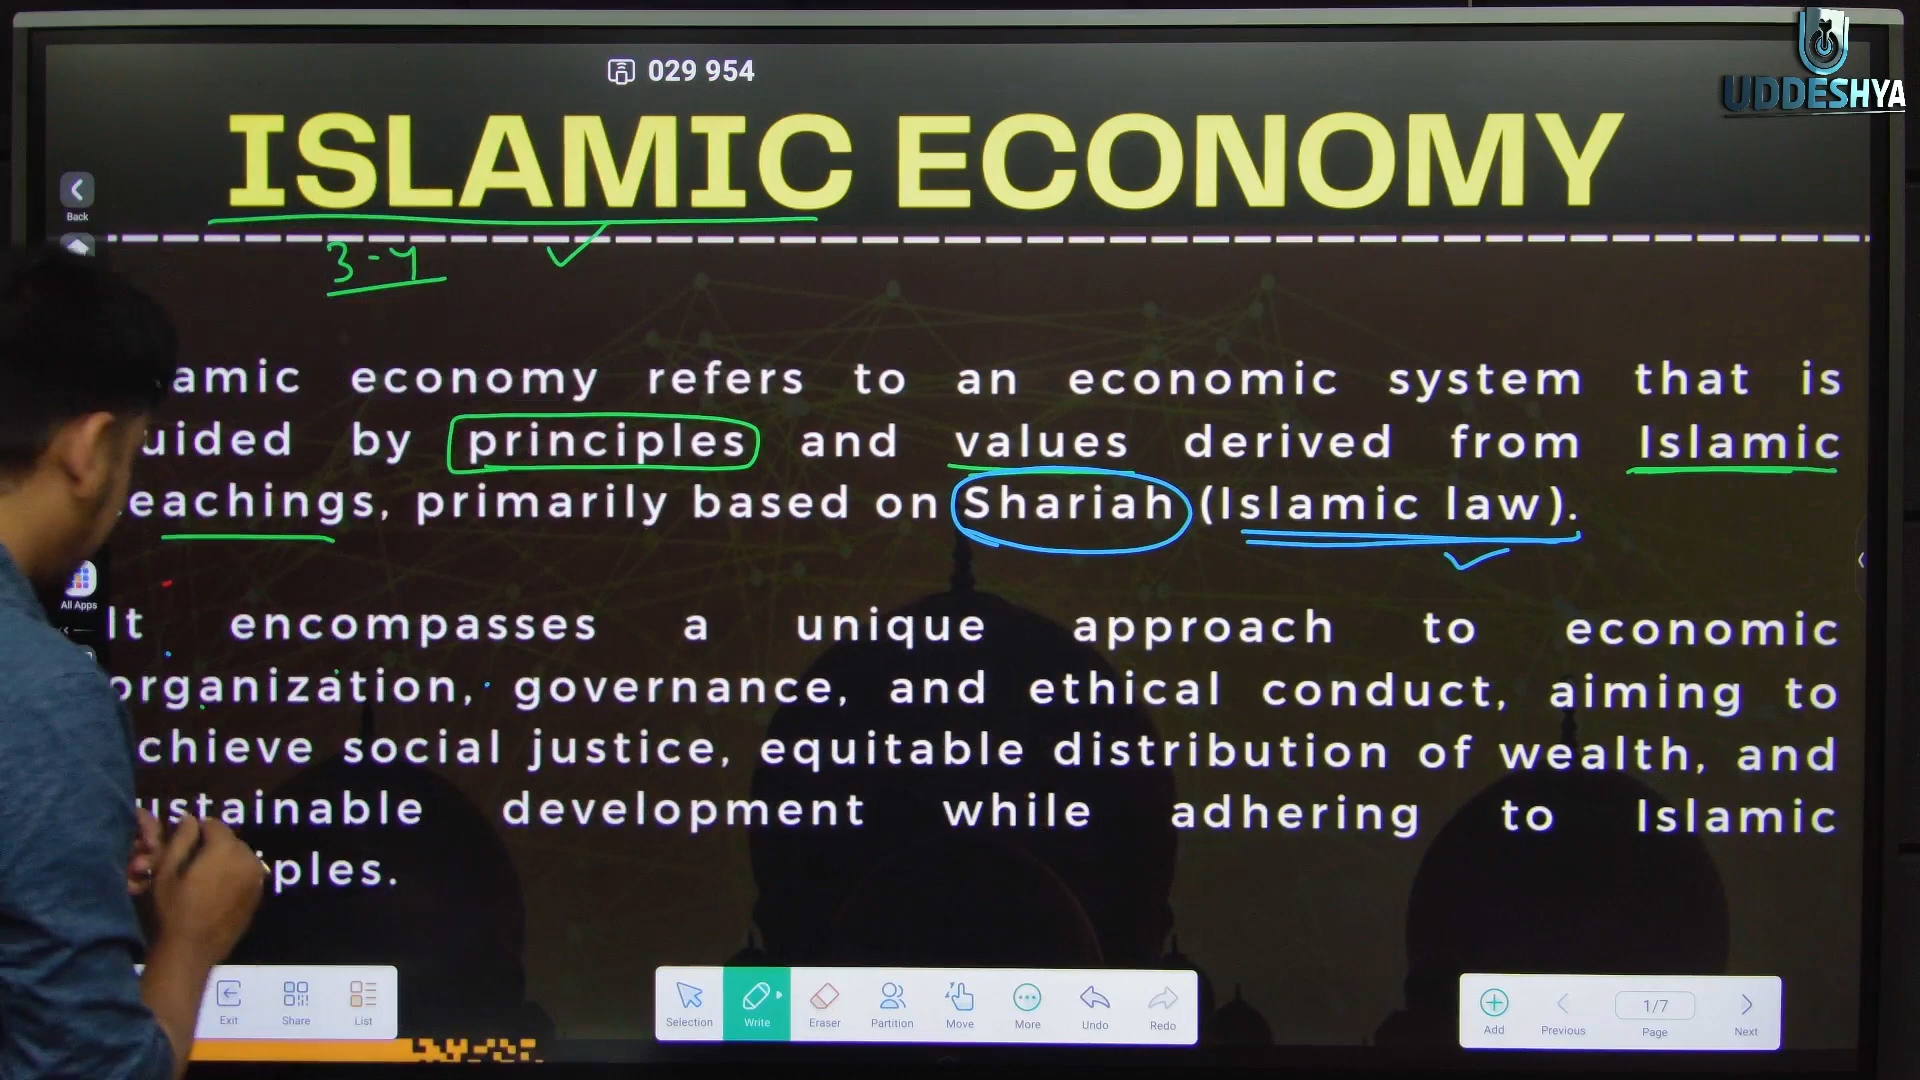 029 954
UDDESHYA
ISLAMIC ECONOMY
Back
3-4
amic economy refers to an economic system that is
uided by principles and values derived from Islamic
eachings, primarily based on Shariah (Islamic law).
All Apps
It encompasses a unique approach to economic
organization, governance, and ethical conduct, aiming to
chieve social justice, equitable distribution of wealth, and
ustainable development while adhering to Islamic
iples.
Exit Share List
Selection Write Eraser Partition Move More Undo Redo
Add Previous 1/7 Page Next